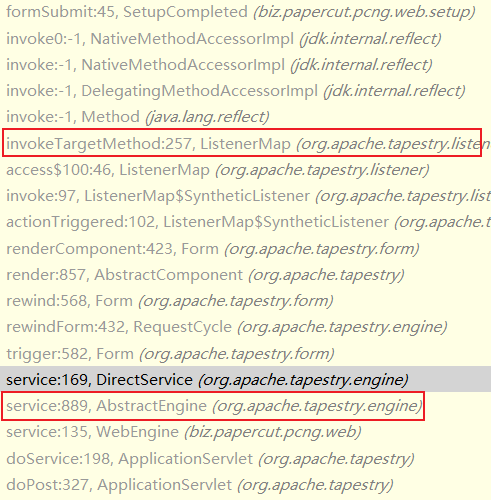 formSubmit:45, SetupCompleted (biz.papercut.pcng.web.setup)
invoke0:-1, NativeMethodAccessorImpl (jdk.internal.reflect)
invoke:-1, NativeMethodAccessorImpl (jdk.internal.reflect)
invoke:-1, DelegatingMethodAccessorImpl (jdk.internal.reflect)
invoke:-1, Method (java.lang.reflect)
invokeTargetMethod:257, ListenerMap (org.apache.tapestry.listen
access$100:46, ListenerMap (org.apache.tapestry.listener)
invoke:97, ListenerMap$SyntheticListener (org.apache.tapestry.list
actionTriggered:102, ListenerMap$SyntheticListener (org.apache.t
renderComponent:423, Form (org.apache.tapestry.form)
render:857, AbstractComponent (org.apache.tapestry)
rewind:568, Form (org.apache.tapestry.form)
rewindForm:432, RequestCycle (org.apache.tapestry.engine)
trigger:582, Form (org.apache.tapestry.form)
service:169, DirectService (org.apache.tapestry.engine)
service:889, AbstractEngine (org.apache.tapestry.engine)
service:135, WebEngine (biz.papercut.pcng.web)
doService:198, ApplicationServlet (org.apache.tapestry)
doPost:327, ApplicationServlet (org.apache.tapestry)